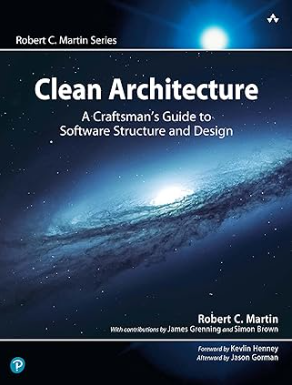 Robert C. Martin Series
Clean Architecture
A Craftsman's Guide to
Software Structure and Design
Robert C. Martin
With contributions by James Grenning and Simon Brown
Foreword by Kevlin Henney
Afterword by Jason Gorman